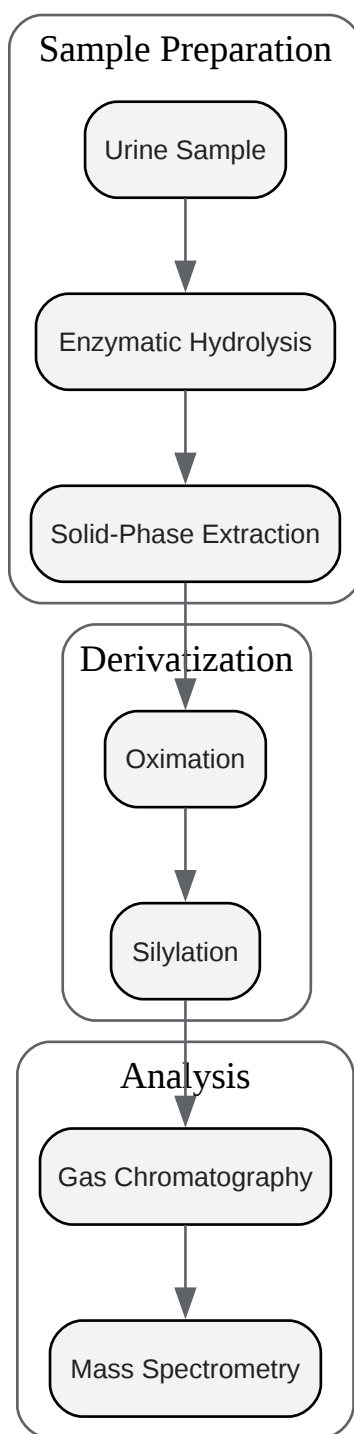 Sample Preparation
Urine Sample
Enzymatic Hydrolysis
Solid-Phase Extraction
Derivatization
Oximation
Silylation
Analysis
Gas Chromatography
Mass Spectrometry